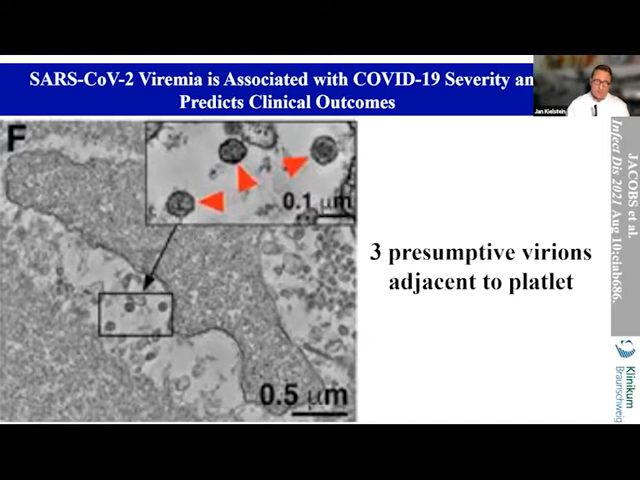 SARS-CoV-2 Viremia is Associated with COVID-19 Severity an
Predicts Clinical Outcomes
Jan Kielstein
F
0.1 μm
0.5 μm
3 presumptive virions
adjacent to platlet
JACOBS et al.
Infect Dis 2021 Aug 10;ciab686.
Klinikum
Braunschweig